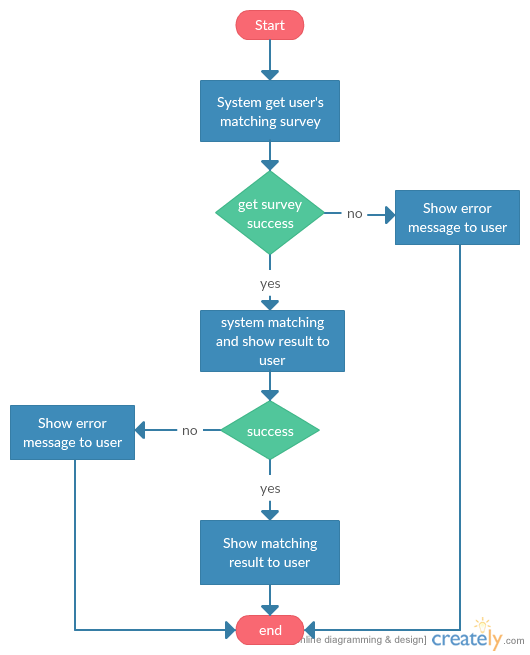 Start
System get user's
matching survey
get survey
success
no
Show error
message to user
yes
system matching
and show result to
user
Show error
message to user
no
success
yes
Show matching
result to user
end
diagramming & design]
creately.com